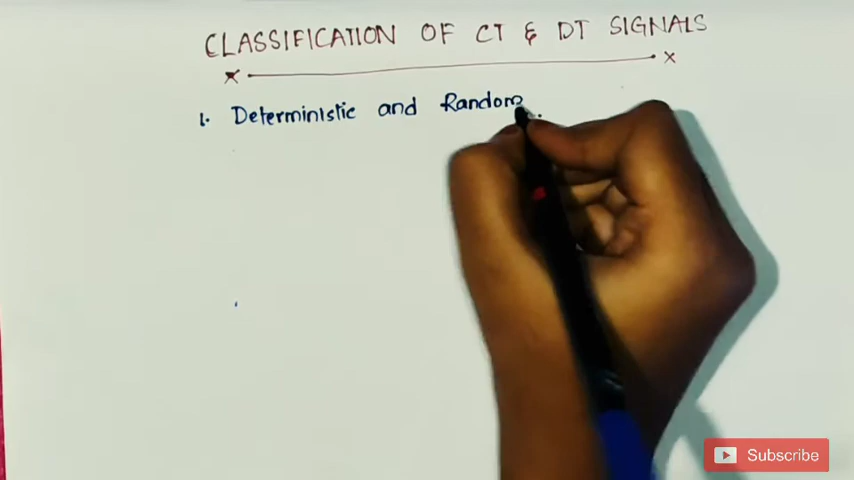 CLASSIFICATION OF CT & DT SIGNALS
1. Deterministic and Random
Subscribe